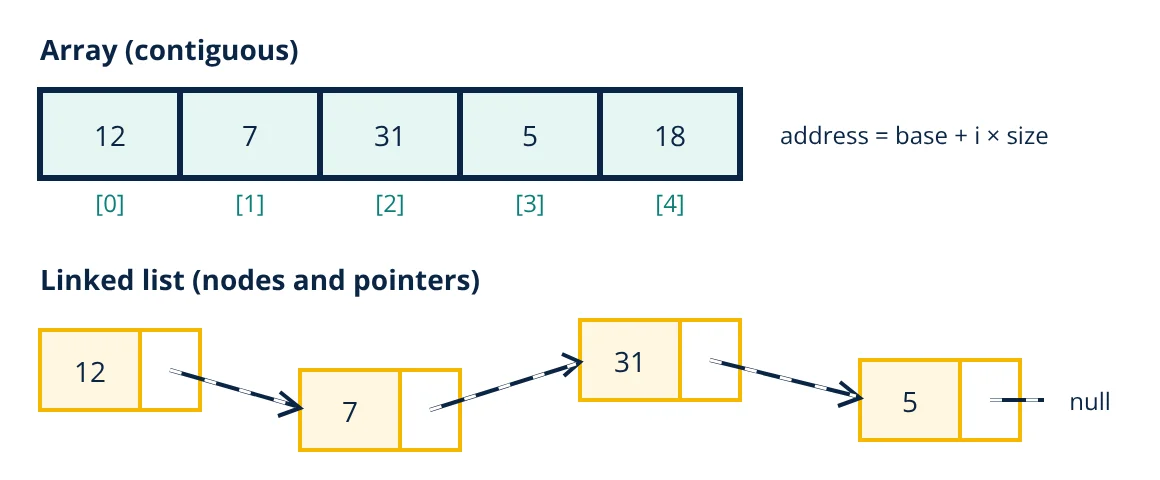 Array (contiguous)
12 7 31 5 18 address = base + i × size
[0] [1] [2] [3] [4]
Linked list (nodes and pointers)
12 7 31 5 null